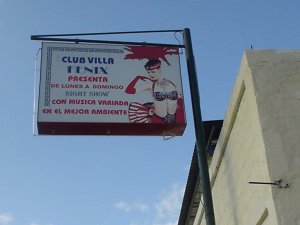 CLUB VILLA
FENIX
PRESENTA
DE LUNES A DOMINGO
NIGHT SHOW
CON MUSICA VARIADA
EN EL MEJOR AMBIENTE